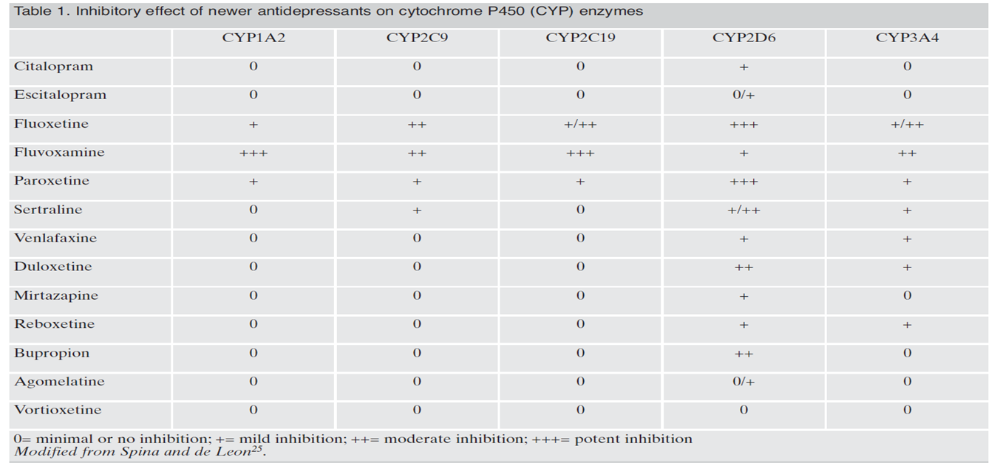 Table 1. Inhibitory effect of newer antidepressants on cytochrome P450 (CYP) enzymes
CYP1A2 CYP2C9 CYP2C19 CYP2D6 CYP3A4
Citalopram 0 0 0 + 0
Escitalopram 0 0 0 0/+ 0
Fluoxetine + ++ +/++ +++ +/++
Fluvoxamine +++ ++ +++ + ++
Paroxetine + + + +++ +
Sertraline 0 + 0 +/++ +
Venlafaxine 0 0 0 + +
Duloxetine 0 0 0 ++ +
Mirtazapine 0 0 0 + 0
Reboxetine 0 0 0 + +
Bupropion 0 0 0 ++ 0
Agomelatine 0 0 0 0/+ 0
Vortioxetine 0 0 0 0 0
0= minimal or no inhibition; += mild inhibition; ++= moderate inhibition; +++= potent inhibition
Modified from Spina and de Leon25.